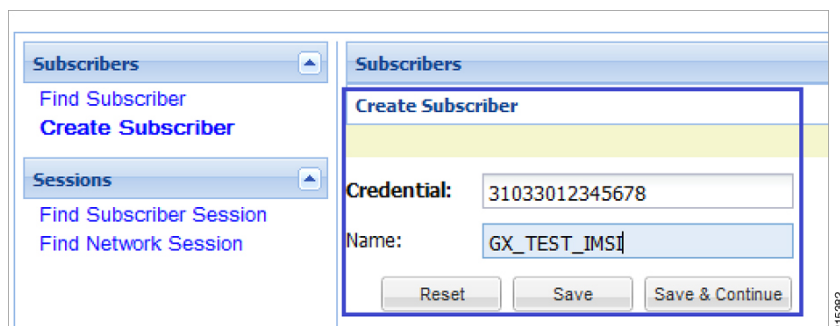 Subscribers
Find Subscriber
Create Subscriber
Sessions
Find Subscriber Session
Find Network Session
Subscribers
Create Subscriber
Credential: 31033012345678
Name: GX_TEST_IMSI
Reset Save Save & Continue